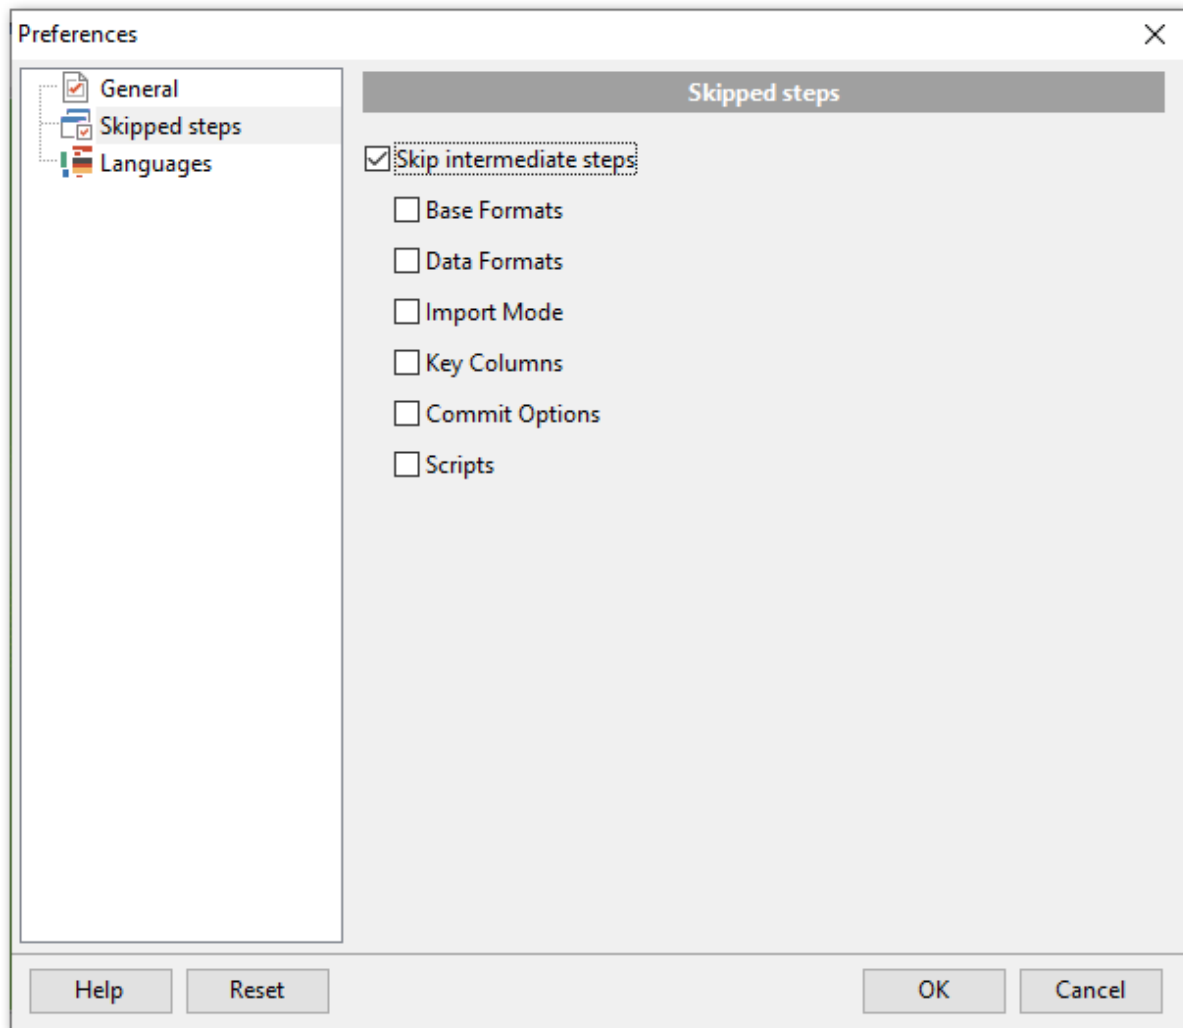 Preferences
General
Skipped steps
Languages
Skipped steps
Skip intermediate steps
Base Formats
Data Formats
Import Mode
Key Columns
Commit Options
Scripts
Help
Reset
OK
Cancel